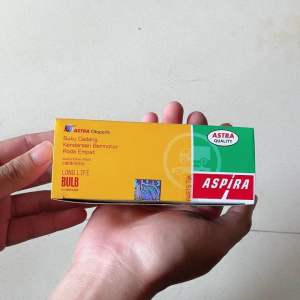 ASTRA Otoparts
Suku Cadang
Kendaraan Bermotor
Roda Empat
LONG LIFE
BULB
ASTRA
QUALITY
ASPIRA